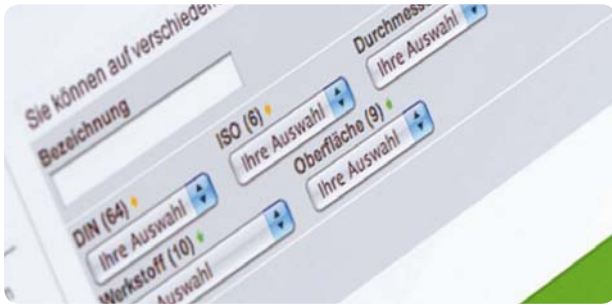 Sie können auf verschieden
Bezeichnung
DIN (64)
Ihre Auswahl
ISO (6)
Ihre Auswahl
Durchmesse
Ihre Auswahl
Werkstoff (10)
Auswahl
Oberfläche (9)
Ihre Auswahl